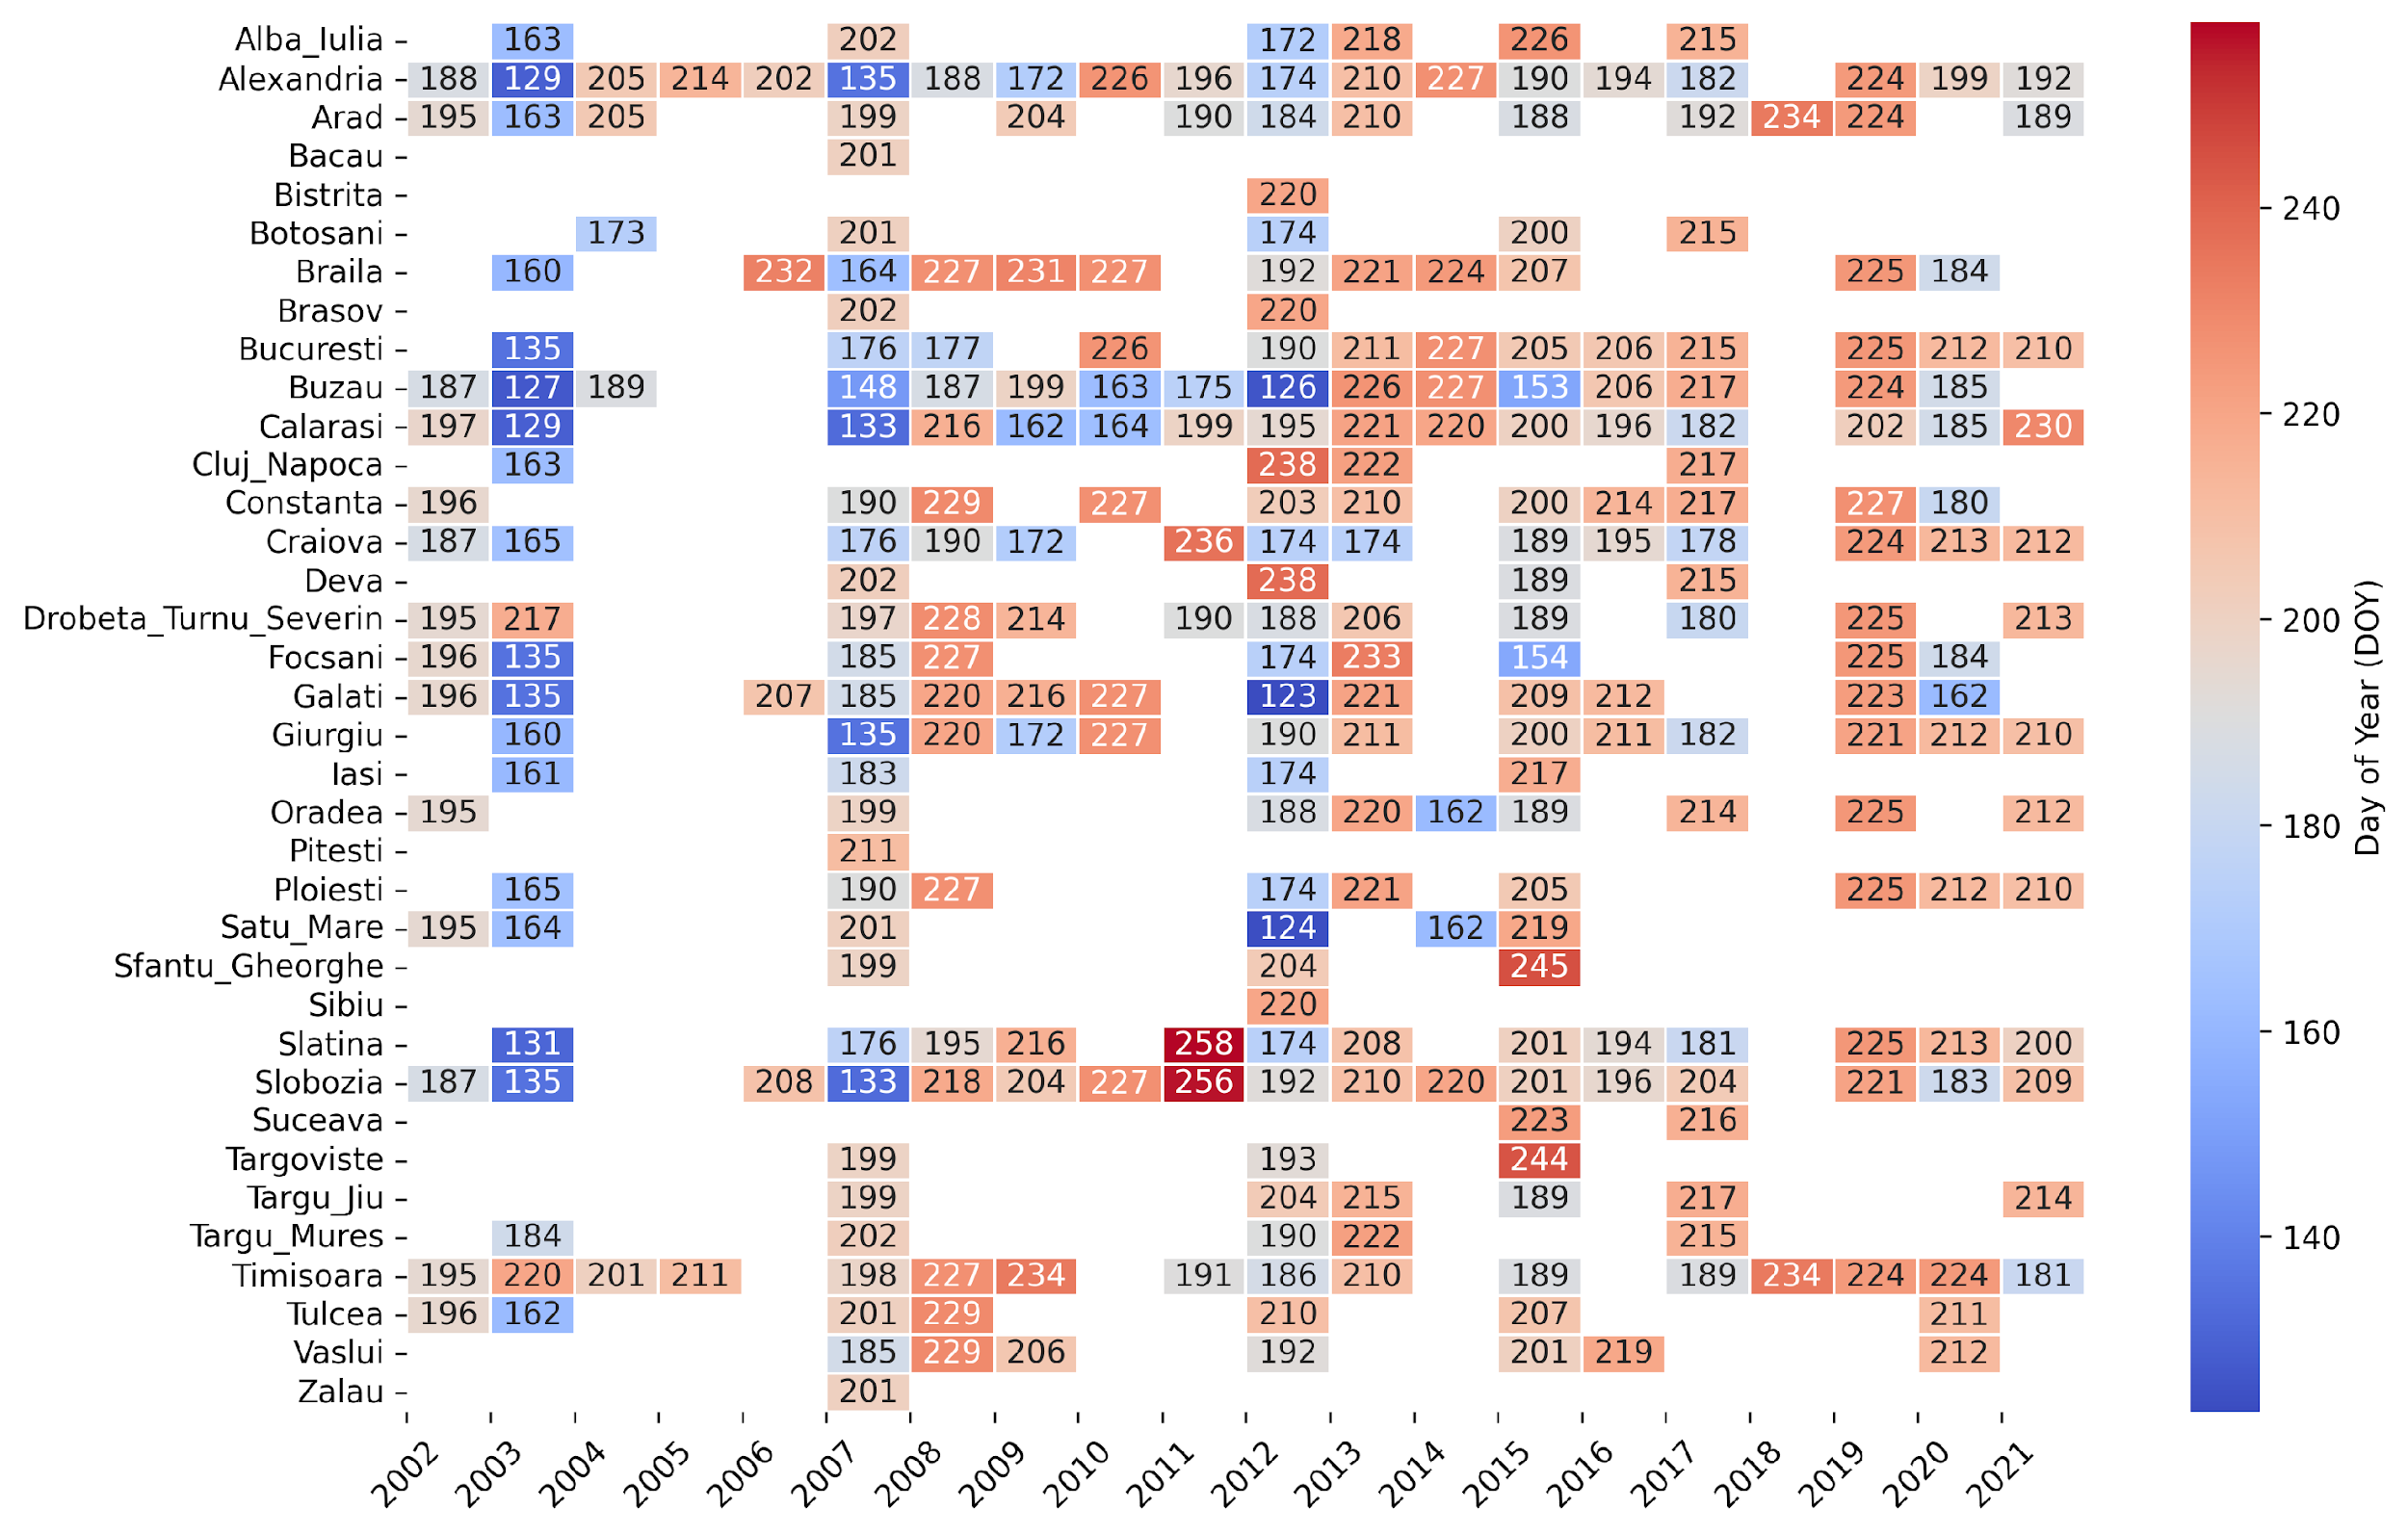 Alba_Iulia 163 202 172 218 226 215
Alexandria 188 129 205 214 202 135 188 172 226 196 174 210 227 190 194 182 224 199 192
Arad 195 163 205 199 204 190 184 210 188 192 234 224 189
Bacau 201
Bistrita 220
Botosani 173 201 174 200 215
Braila 160 232 164 227 231 227 192 221 224 207 225 184
Brasov 202 220
Bucuresti 135 176 177 226 190 211 227 205 206 215 225 212 210
Buzau 187 127 189 148 187 199 163 175 126 226 227 153 206 217 224 185
Calarasi 197 129 133 216 162 164 199 195 221 220 200 196 182 202 185 230
Cluj_Napoca 163 238 222 217
Constanta 196 190 229 227 203 210 200 214 217 227 180
Craiova 187 165 176 190 172 236 174 174 189 195 178 224 213 212
Deva 202 238 189 215
Drobeta_Turnu_Severin 195 217 197 228 214 190 188 206 189 180 225 213
Focsani 196 135 185 227 174 233 154 225 184
Galati 196 135 207 185 220 216 227 123 221 209 212 223 162
Giurgiu 160 135 220 172 227 190 211 200 211 182 221 212 210
Iasi 161 183 174 217
Oradea 195 199 188 220 162 189 214 225 212
Pitesti 211
Ploiesti 165 190 227 174 221 205 225 212 210
Satu_Mare 195 164 201 124 162 219
Sfantu_Gheorghe 199 204 245
Sibiu 220
Slatina 131 176 195 216 258 174 208 201 194 181 225 213 200
Slobozia 187 135 208 133 218 204 227 256 192 210 220 201 196 204 221 183 209
Suceava 223 216
Targoviste 199 193 244
Targu_Jiu 199 204 215 189 217 214
Targu_Mures 184 202 190 222 215
Timisoara 195 220 201 211 198 227 234 191 186 210 189 189 234 224 224 181
Tulcea 196 162 201 229 210 207 211
Vaslui 185 229 206 192 201 219 212
Zalau 201
2002 2003 2004 2005 2006 2007 2008 2009 2010 2011 2012 2013 2014 2015 2016 2017 2018 2019 2020 2021
240
220
200
180
160
140
Day of Year (DOY)